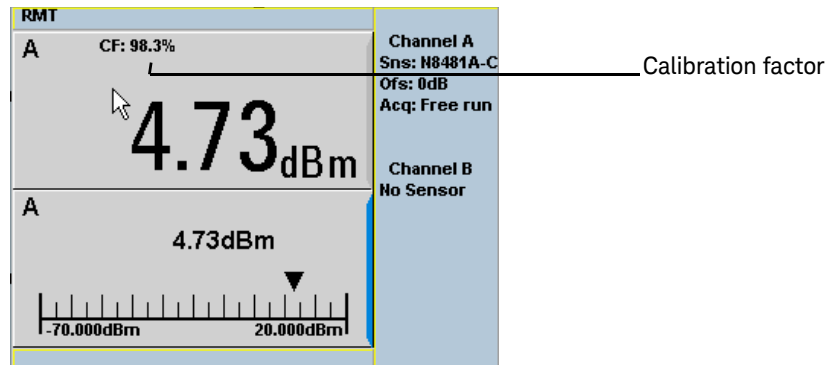 RMT
A CF: 98.3%
4.73dBm
A
4.73dBm
-70.000dBm 20.000dBm
Channel A
Sns: N8481A-C
Ofs: 0dB
Acq: Free run
Channel B
No Sensor
Calibration factor